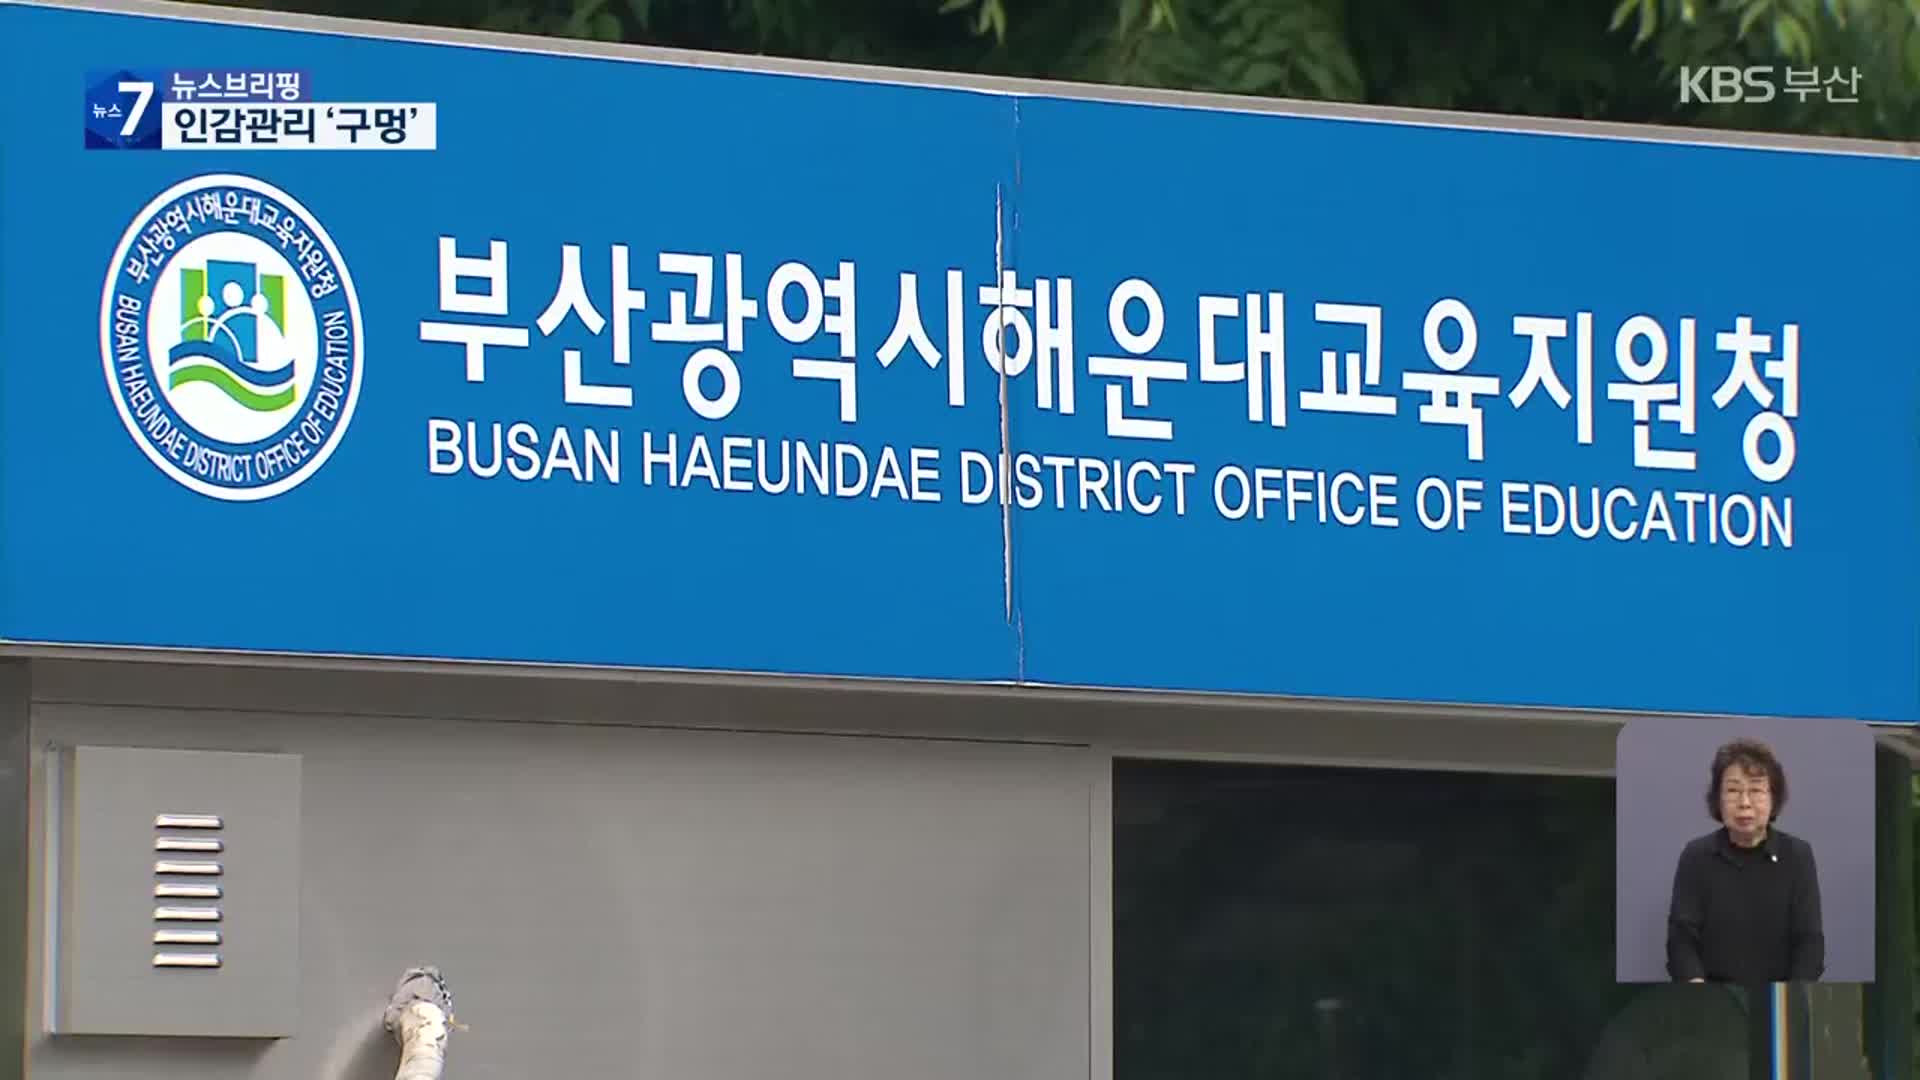 뉴스7
뉴스브리핑
인감관리 ‘구멍’
KBS 부산
부산광역시해운대교육지원청
BUSAN HAEUNDAE DISTRICT OFFICE OF EDUCATION
부산광역시해운대교육지원청
BUSAN HAEUNDAE DISTRICT OFFICE OF EDUCATION